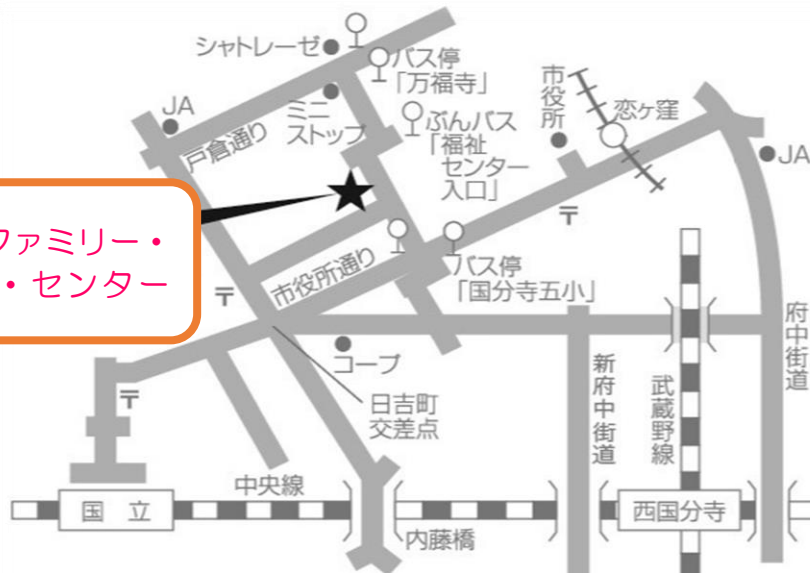 シャトレーゼ
バス停
「万福寺」
JA
ミニ
ストップ
戸倉通り
ぶんバス
「福祉
センター
入口」
市役所
恋ヶ窪
JA
ファミリー・
・センター
〒
市役所通り
バス停
「国分寺五小」
〒
コープ
日吉町
交差点
〒
新府中街道
武蔵野線
府中街道
中央線
国立
内藤橋
西国分寺